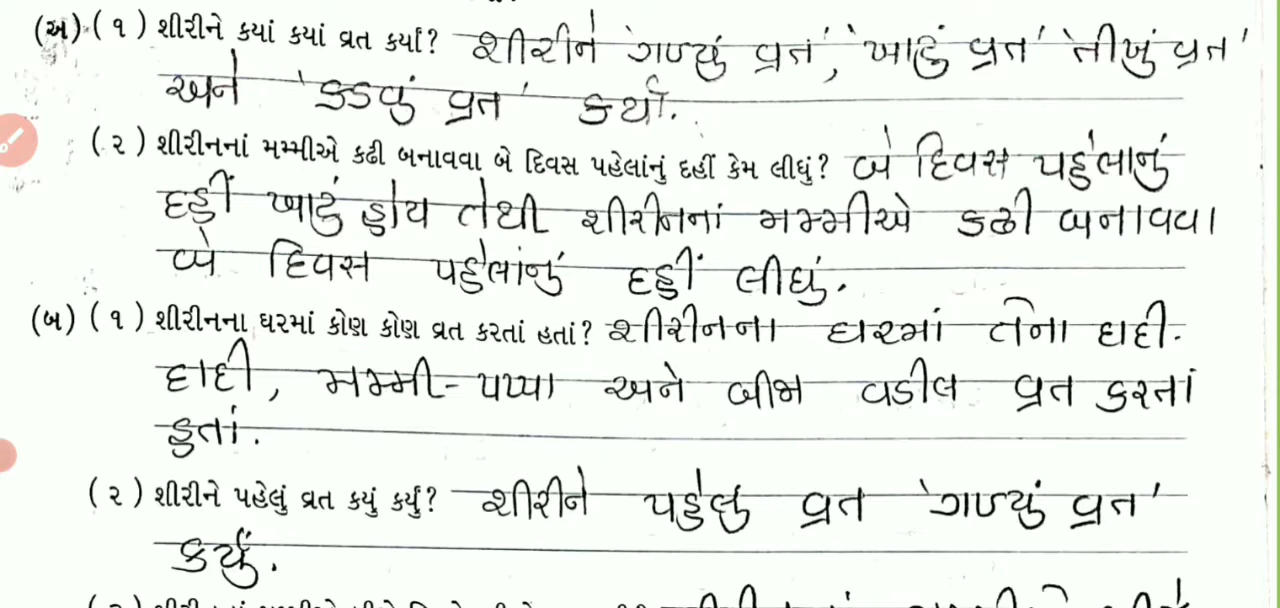 (અ) (૧) શીરીને કયાં કયાં વ્રત કર્યાં? શીરીને 'ગળ્યું વ્રત', 'ખાટું વ્રત' 'તીખું વ્રત'
અને 'કડવું વ્રત' કર્યાં.
(૨) શીરીનનાં મમ્મીએ કઢી બનાવવા બે દિવસ પહેલાંનું દહીં કેમ લીધું? બે દિવસ પહેલાનું
દહીં ખાટું હોય તેથી શીરીનનાં મમ્મીએ કઢી બનાવવા
બે દિવસ પહેલાંનું દહીં લીધું.
(બ) (૧) શીરીનના ઘરમાં કોણ કોણ વ્રત કરતાં હતાં? શીરીનના ઘરમાં તેના દાદી-
દાદી, મમ્મી-પપ્પા અને બીજા વડીલ વ્રત કરતાં
હતાં.
(૨) શીરીને પહેલું વ્રત કયું કર્યું? શીરીને પહેલું વ્રત 'ગળ્યું વ્રત'
કર્યું.